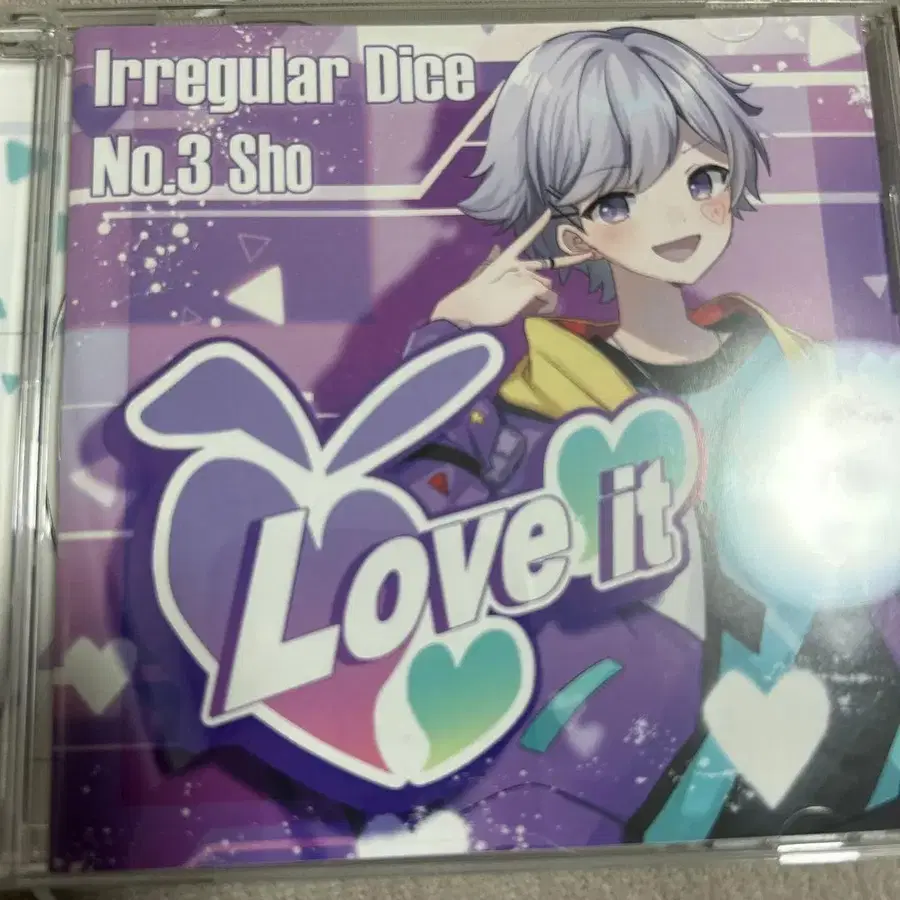 Irregular Dice
No.3 Sho
Love it